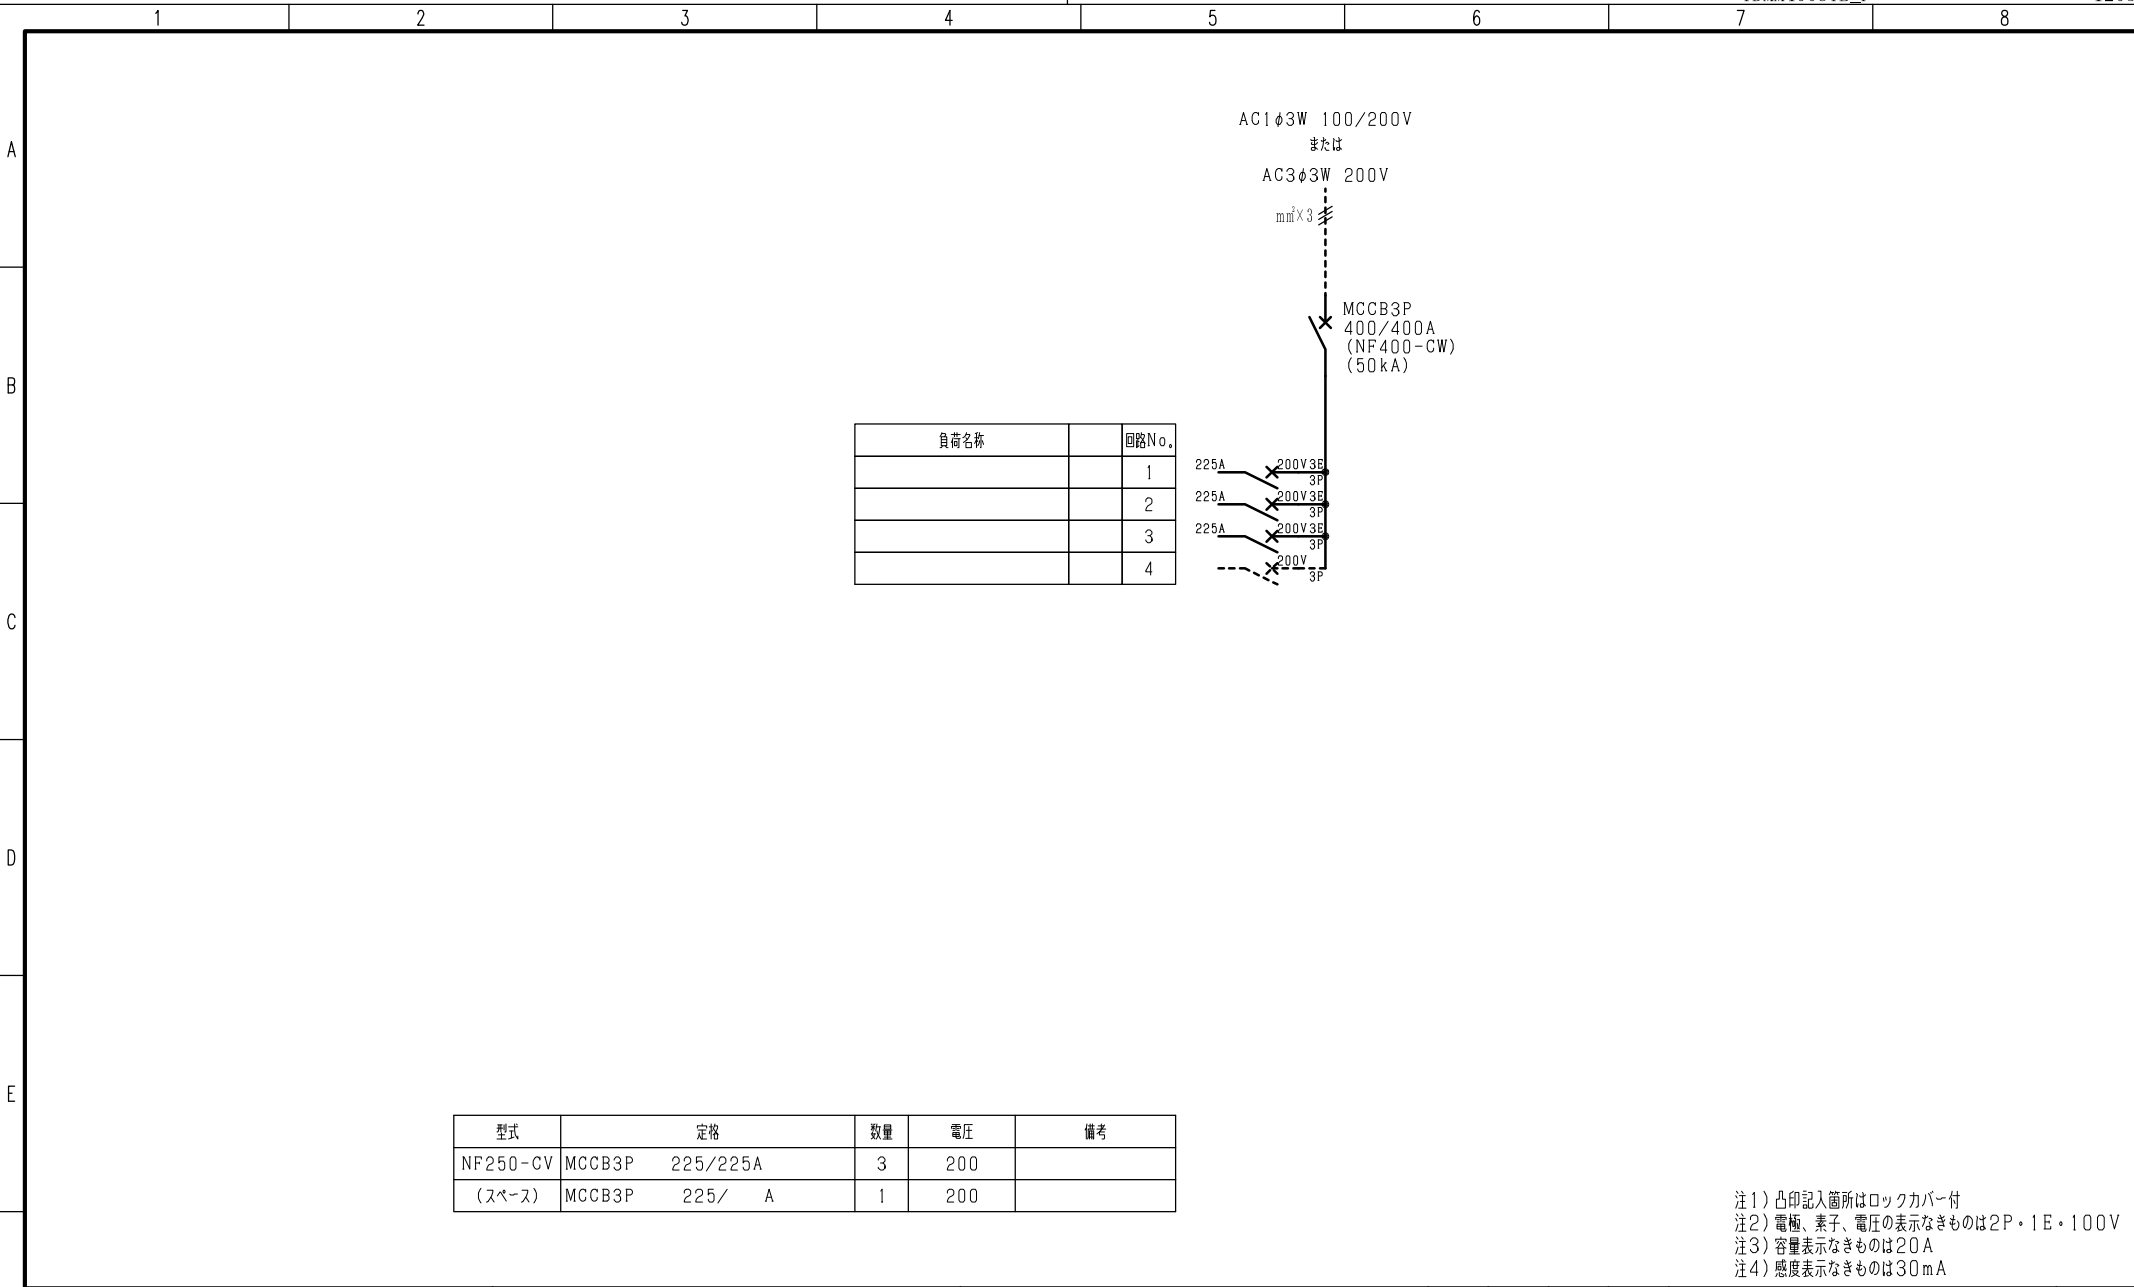 1 2 3 4 5 6 7 8
A
AC1φ3W 100/200V
または
AC3φ3W 200V
mm²×3
B
MCCB3P
400/400A
(NF400-CW)
(50kA)
負荷名称 回路No.
1 225A 200V 3E 3P
2 225A 200V 3E 3P
3 225A 200V 3E 3P
4 200V 3P
C
D
E
型式 定格 数量 電圧 備考
NF250-CV MCCB3P 225/225A 3 200
(スペース) MCCB3P 225/ A 1 200
注1)凸印記入箇所はロックカバー付
注2)電極、素子、電圧の表示なきものは2P・1E・100V
注3)容量表示なきものは20A
注4)感度表示なきものは30mA